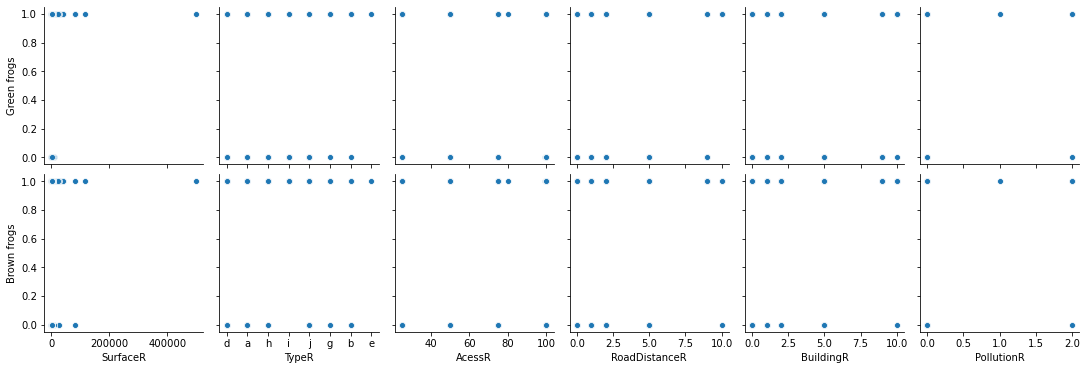 1.0
0.8
0.6
0.4
0.2
0.0
Green frogs
1.0
0.8
0.6
0.4
0.2
0.0
Brown frogs
0 200000 400000
SurfaceR
d a h i j g b e
TypeR
40 60 80 100
AcessR
0.0 2.5 5.0 7.5 10.0
RoadDistanceR
0.0 2.5 5.0 7.5 10.0
BuildingR
0.0 0.5 1.0 1.5 2.0
PollutionR